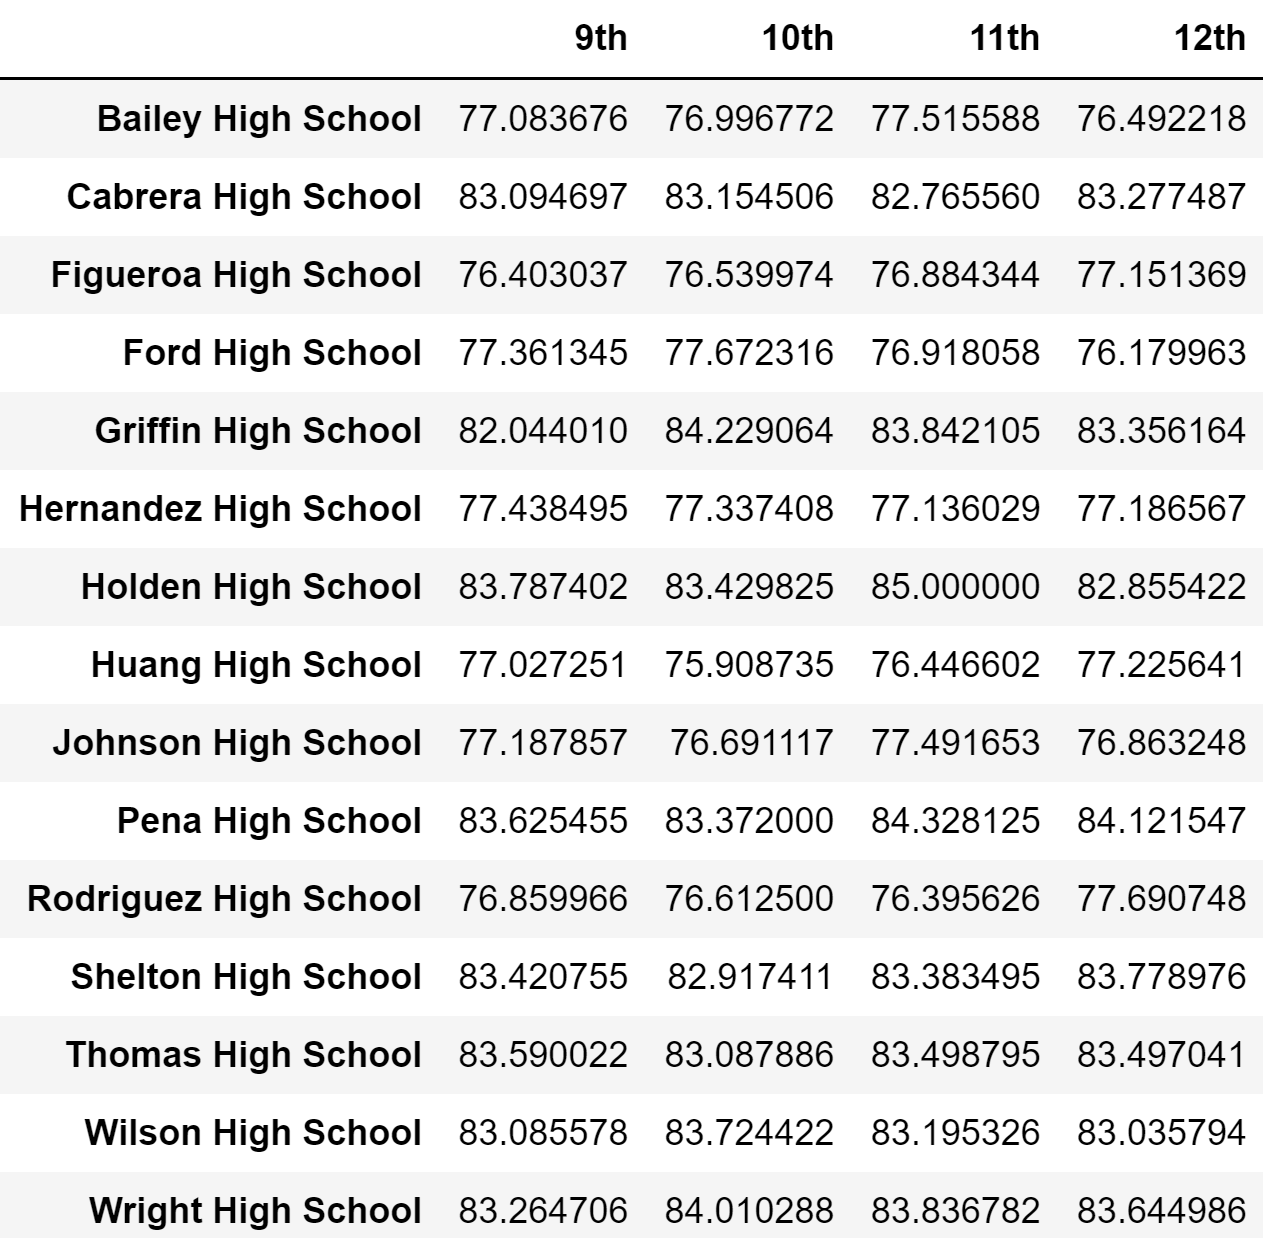 9th 10th 11th 12th
Bailey High School 77.083676 76.996772 77.515588 76.492218
Cabrera High School 83.094697 83.154506 82.765560 83.277487
Figueroa High School 76.403037 76.539974 76.884344 77.151369
Ford High School 77.361345 77.672316 76.918058 76.179963
Griffin High School 82.044010 84.229064 83.842105 83.356164
Hernandez High School 77.438495 77.337408 77.136029 77.186567
Holden High School 83.787402 83.429825 85.000000 82.855422
Huang High School 77.027251 75.908735 76.446602 77.225641
Johnson High School 77.187857 76.691117 77.491653 76.863248
Pena High School 83.625455 83.372000 84.328125 84.121547
Rodriguez High School 76.859966 76.612500 76.395626 77.690748
Shelton High School 83.420755 82.917411 83.383495 83.778976
Thomas High School 83.590022 83.087886 83.498795 83.497041
Wilson High School 83.085578 83.724422 83.195326 83.035794
Wright High School 83.264706 84.010288 83.836782 83.644986